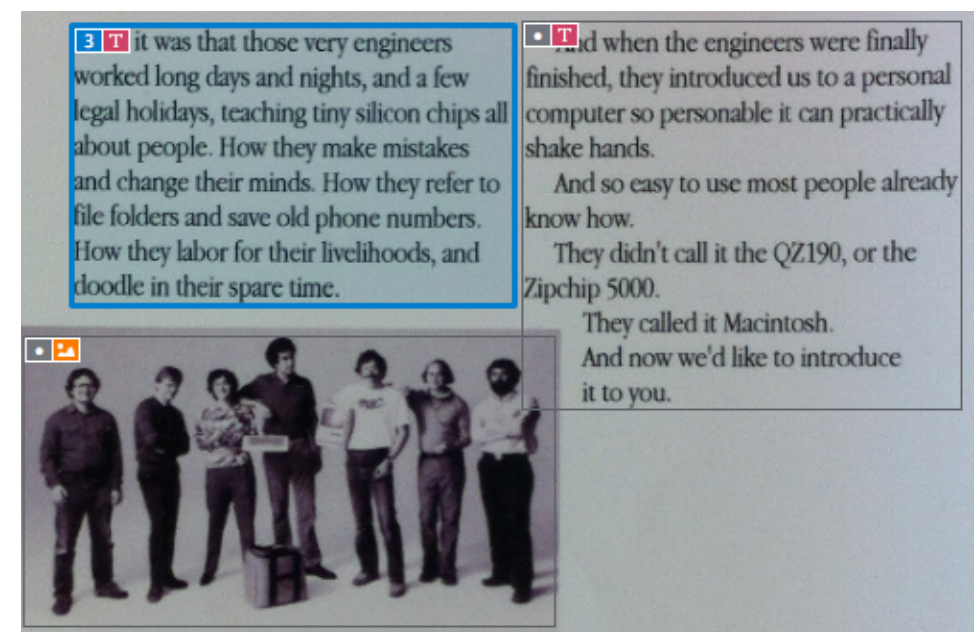 3 T it was that those very engineers
worked long days and nights, and a few
legal holidays, teaching tiny silicon chips all
about people. How they make mistakes
and change their minds. How they refer to
file folders and save old phone numbers.
How they labor for their livelihoods, and
doodle in their spare time.
T And when the engineers were finally
finished, they introduced us to a personal
computer so personable it can practically
shake hands.
And so easy to use most people already
know how.
They didn't call it the QZ190, or the
Zipchip 5000.
They called it Macintosh.
And now we'd like to introduce
it to you.